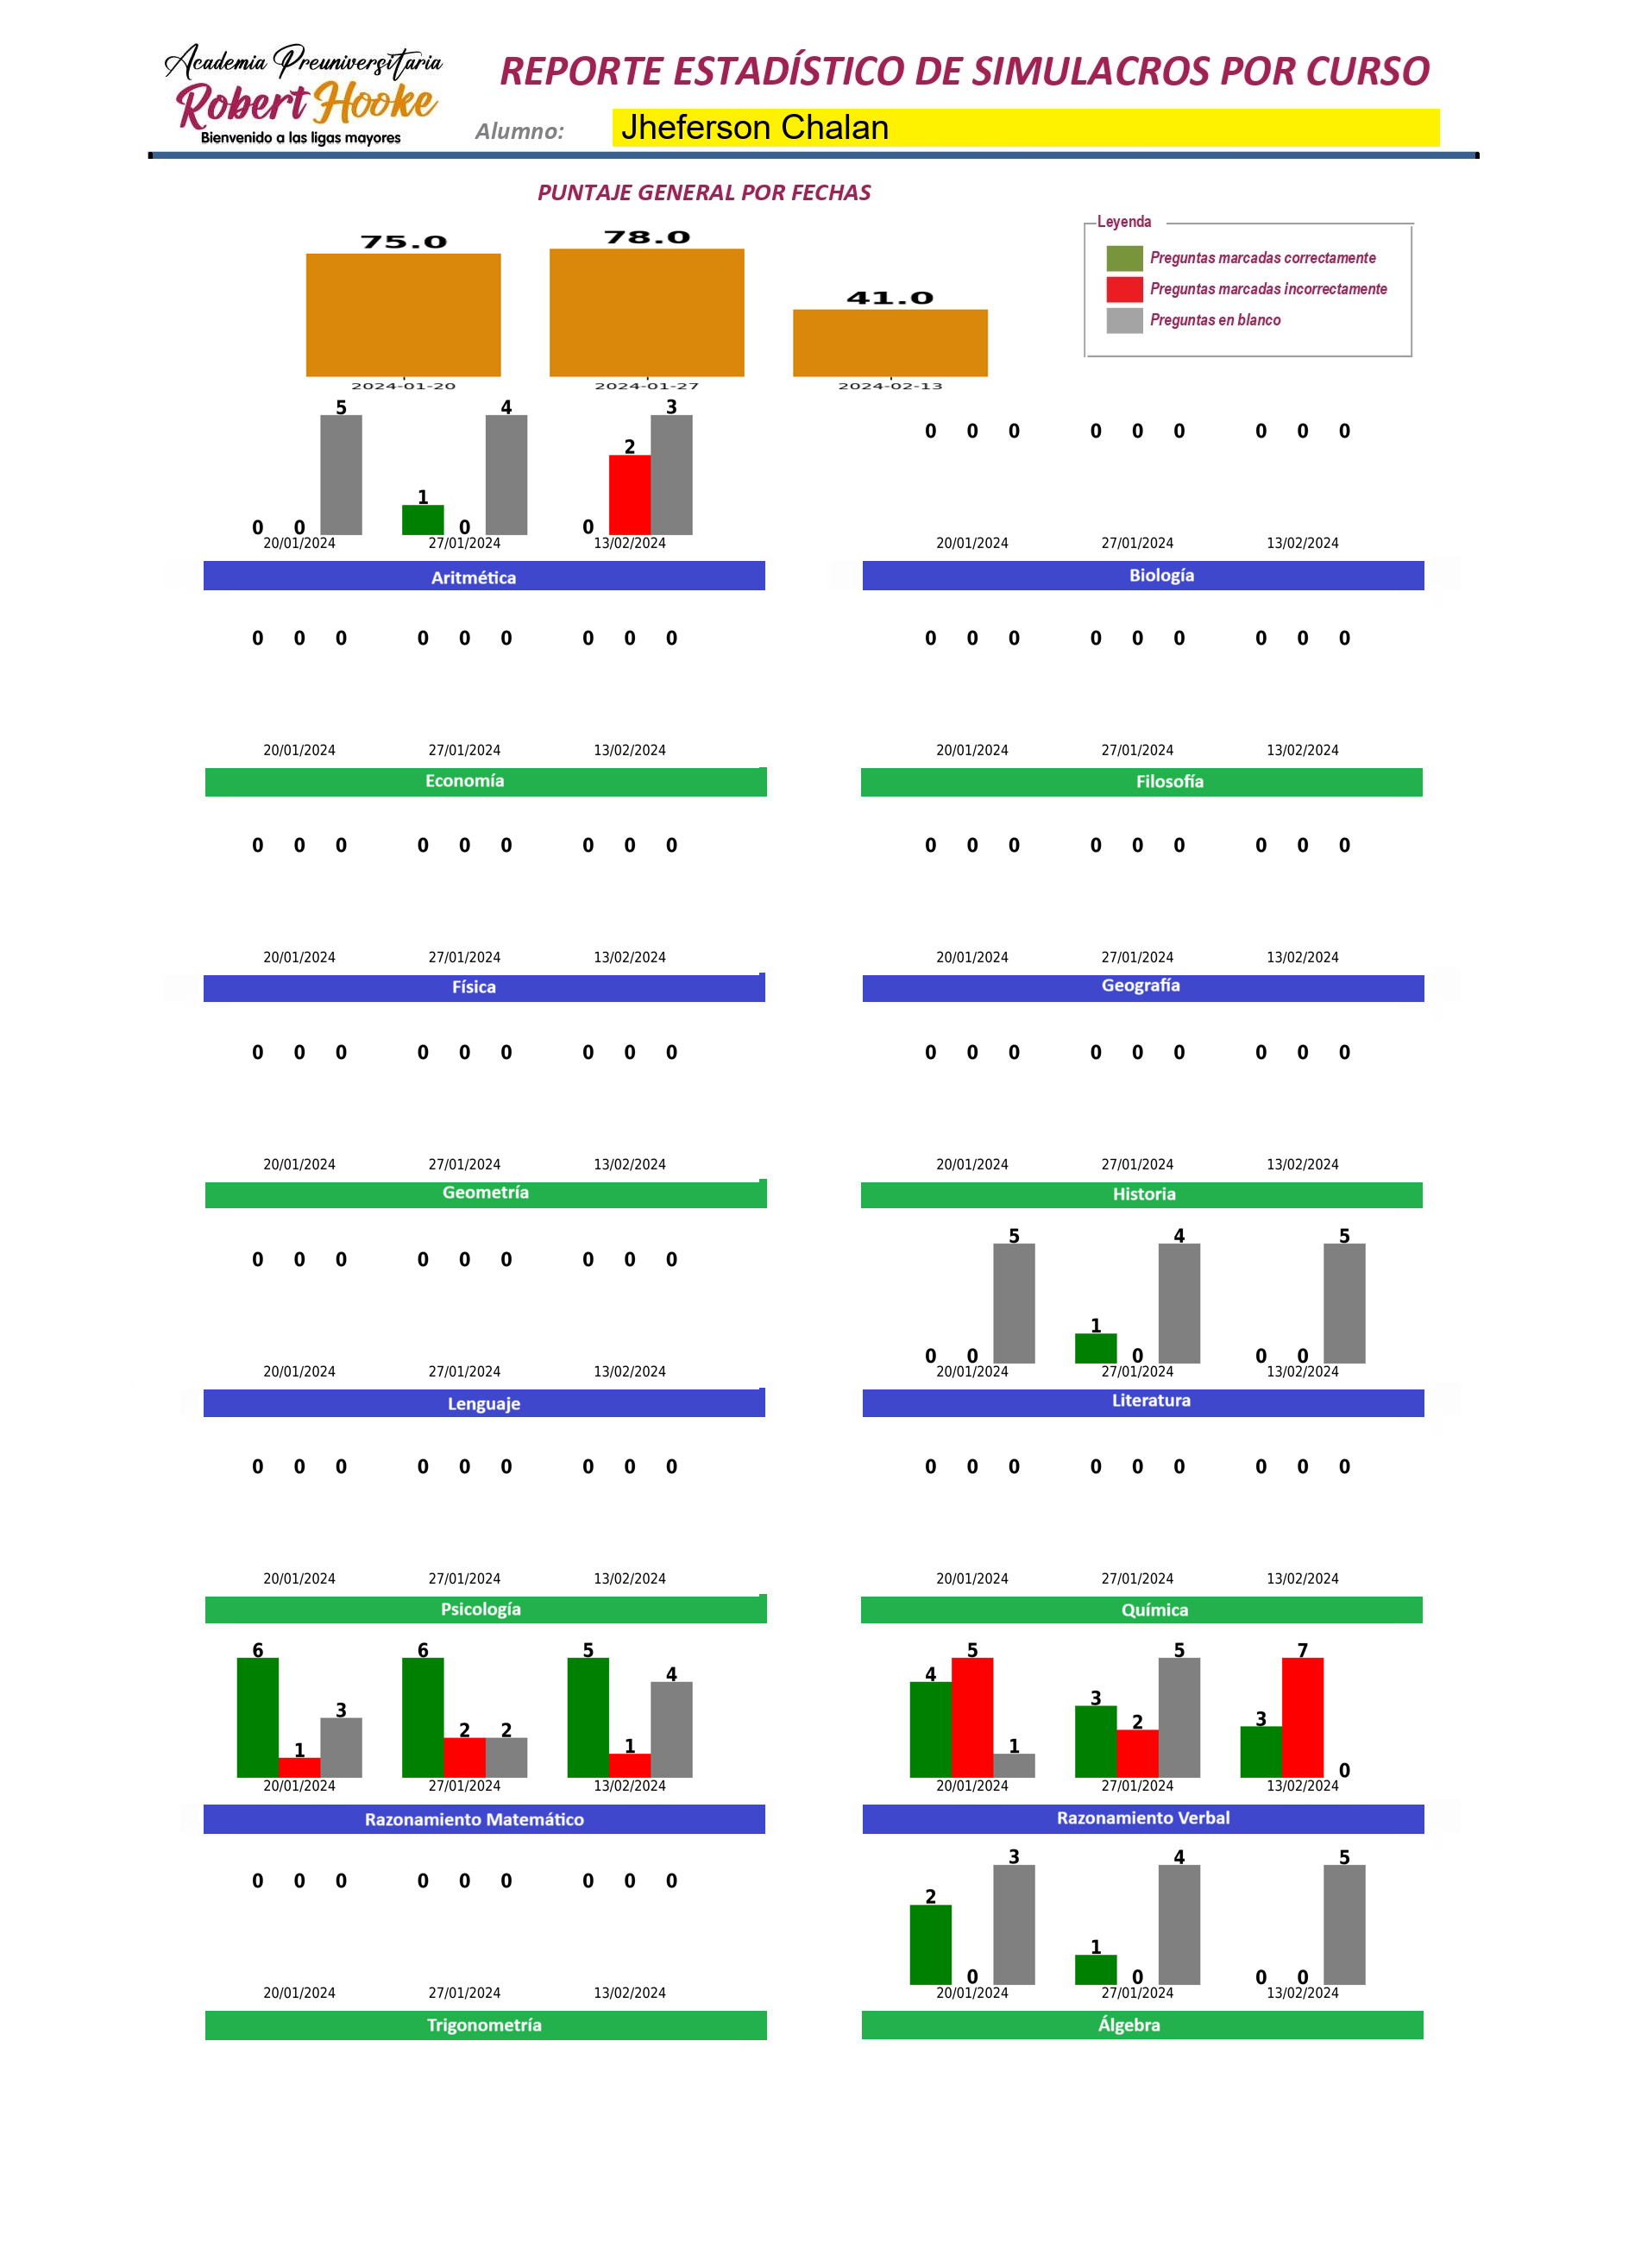 Academia Preuniversitaria
Robert Hooke
Bienvenido a las ligas mayores
REPORTE ESTADÍSTICO DE SIMULACROS POR CURSO
Alumno: Jheferson Chalan
PUNTAJE GENERAL POR FECHAS
Leyenda
Preguntas marcadas correctamente
Preguntas marcadas incorrectamente
Preguntas en blanco
75.0 78.0 41.0
2024-01-20 2024-01-27 2024-02-13
0 0 5 1 0 4 0 2 3
20/01/2024 27/01/2024 13/02/2024
Aritmética
0 0 0 0 0 0 0 0 0
20/01/2024 27/01/2024 13/02/2024
Biología
0 0 0 0 0 0 0 0 0
20/01/2024 27/01/2024 13/02/2024
Economía
0 0 0 0 0 0 0 0 0
20/01/2024 27/01/2024 13/02/2024
Filosofía
0 0 0 0 0 0 0 0 0
20/01/2024 27/01/2024 13/02/2024
Física
0 0 0 0 0 0 0 0 0
20/01/2024 27/01/2024 13/02/2024
Geografía
0 0 0 0 0 0 0 0 0
20/01/2024 27/01/2024 13/02/2024
Geometría
0 0 0 0 0 0 0 0 0
20/01/2024 27/01/2024 13/02/2024
Historia
0 0 0 0 0 0 0 0 0
20/01/2024 27/01/2024 13/02/2024
Lenguaje
0 0 5 1 0 4 0 0 5
20/01/2024 27/01/2024 13/02/2024
Literatura
0 0 0 0 0 0 0 0 0
20/01/2024 27/01/2024 13/02/2024
Psicología
0 0 0 0 0 0 0 0 0
20/01/2024 27/01/2024 13/02/2024
Química
6 1 3 6 2 2 5 1 4
20/01/2024 27/01/2024 13/02/2024
Razonamiento Matemático
4 5 1 3 2 5 3 7 0
20/01/2024 27/01/2024 13/02/2024
Razonamiento Verbal
0 0 0 0 0 0 0 0 0
20/01/2024 27/01/2024 13/02/2024
Trigonometría
2 0 3 1 0 4 0 0 5
20/01/2024 27/01/2024 13/02/2024
Álgebra